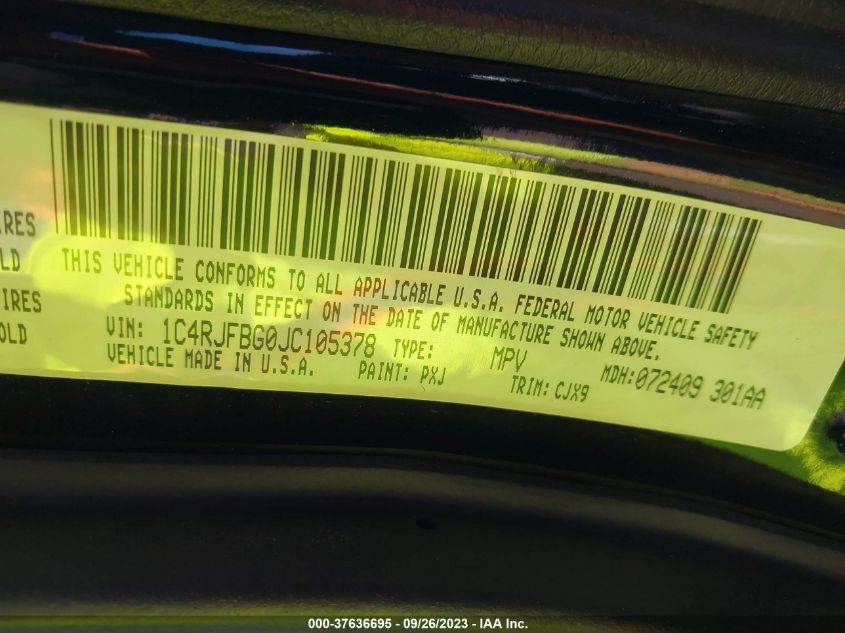 IRES
LD
IRES
OLD
THIS VEHICLE CONFORMS TO ALL APPLICABLE U.S.A. FEDERAL MOTOR VEHICLE SAFETY
STANDARDS IN EFFECT ON THE DATE OF MANUFACTURE SHOWN ABOVE.
VIN: 1C4RJFBG0JC105378 TYPE: MPV MDH:072409 301AA
VEHICLE MADE IN U.S.A. PAINT: PXJ TRIM: CJX9
000-37636695 - 09/26/2023 - IAA Inc.